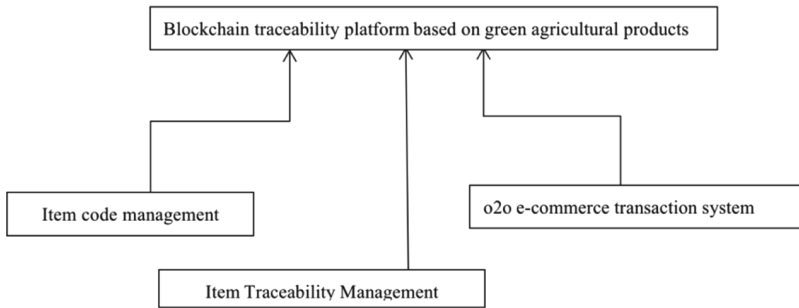 Blockchain traceability platform based on green agricultural products
Item code management
o2o e-commerce transaction system
Item Traceability Management